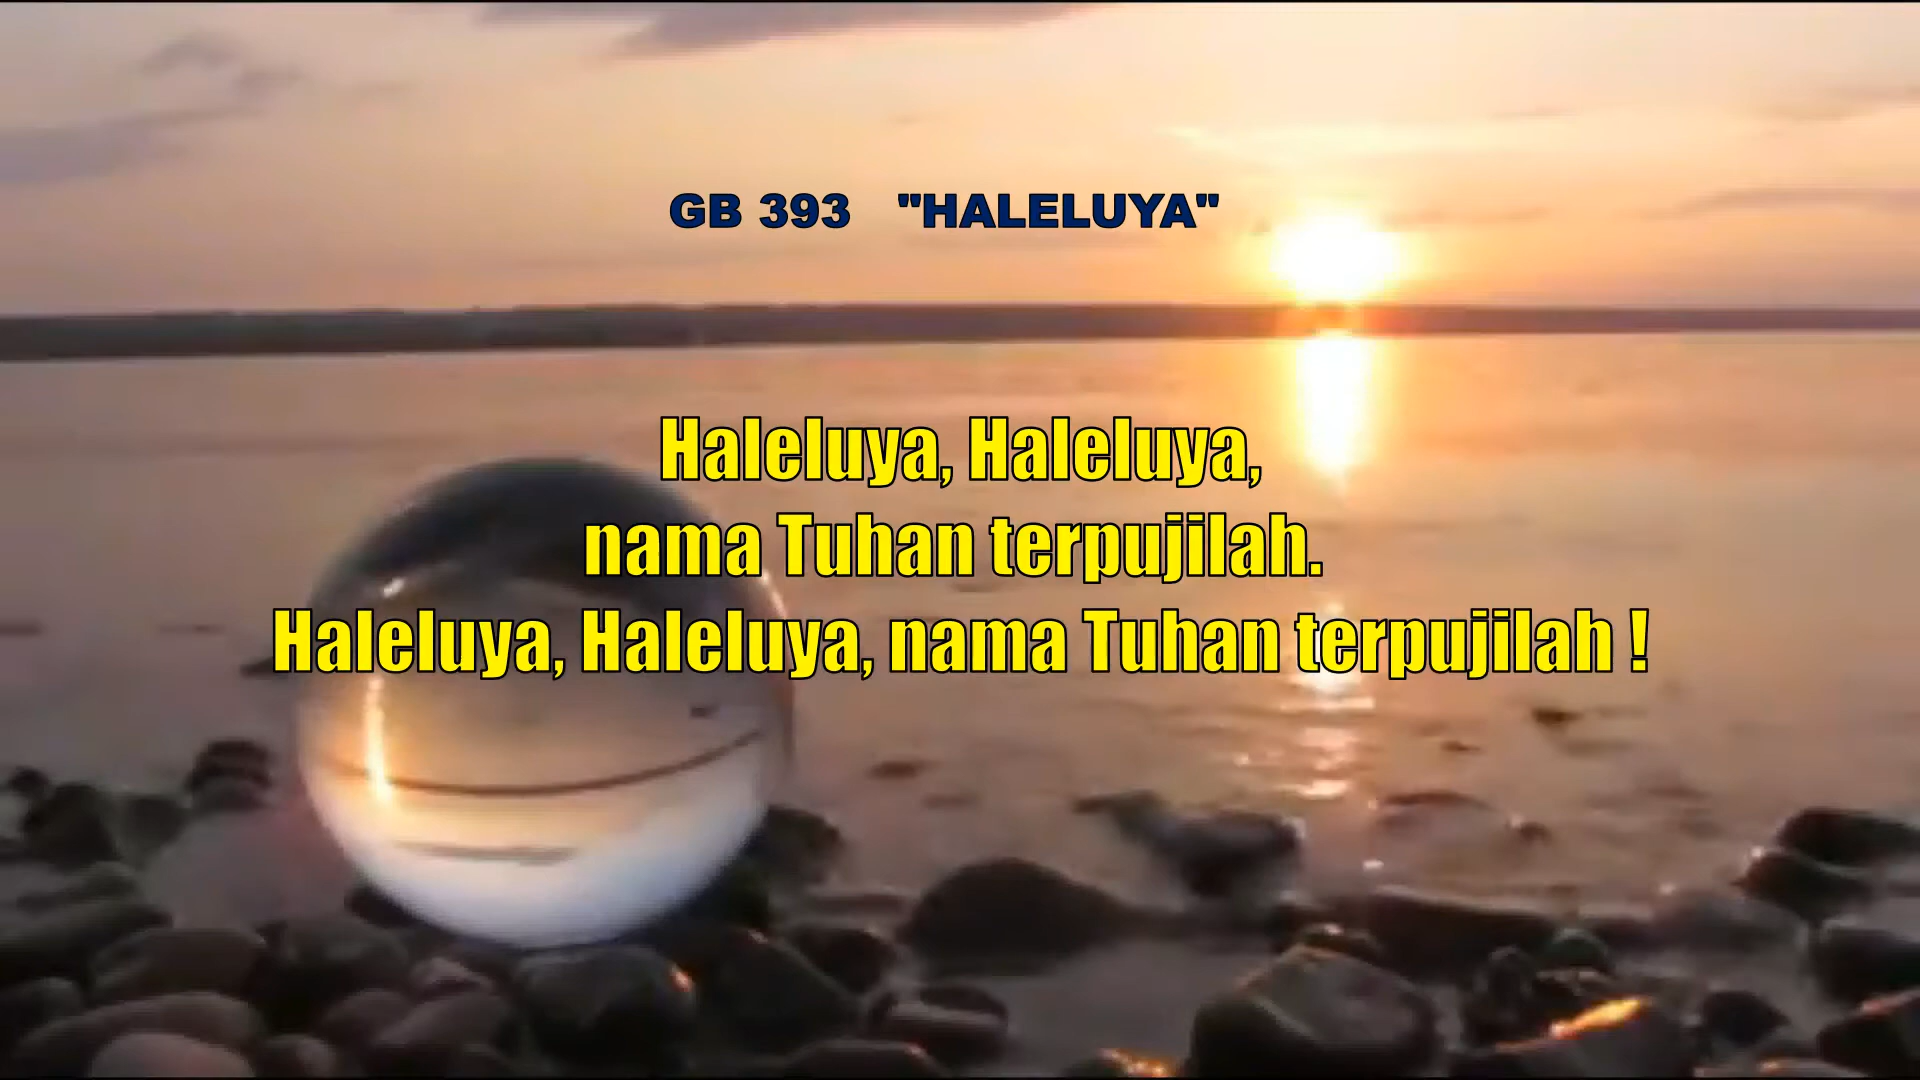 GB 393   "HALELUYA"
Haleluya, Haleluya,
nama Tuhan terpujilah.
Haleluya, Haleluya, nama Tuhan terpujilah !